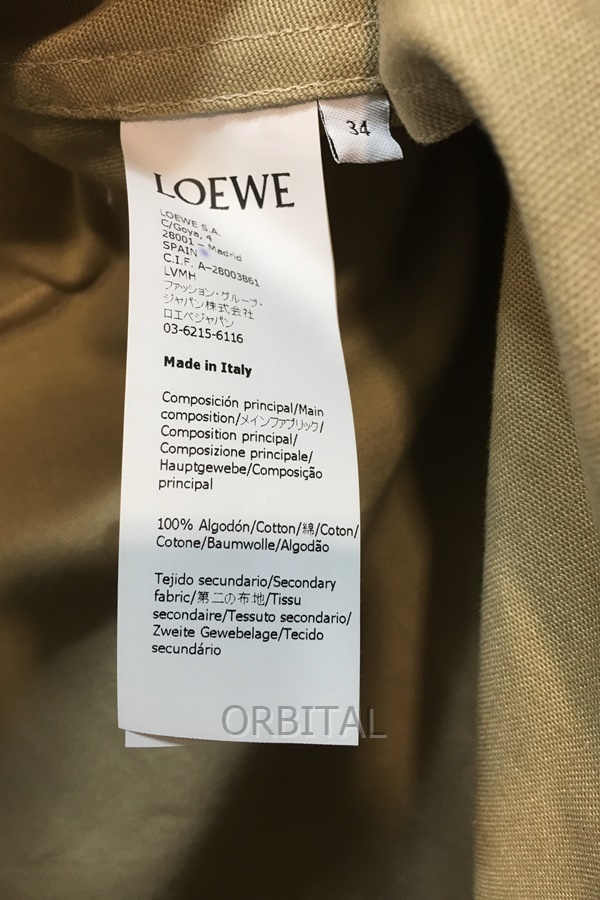 34
LOEWE
LOEWE S.A.
C/Goya, 4
28001 - Madrid
SPAIN
C.I.F. A-28003861
LVMH
ファッション・グループ・
ジャパン株式会社
ロエベジャパン
03-6215-6116
Made in Italy
Composición principal/Main
composition/メインファブリック/
Composition principal/
Composizione principale/
Hauptgewebe/Composição
principal
100% Algodón/Cotton/綿/Coton/
Cotone/Baumwolle/Algodão
Tejido secundario/Secondary
fabric/第二の布地/Tissu
secondaire/Tessuto secondario/
Zweite Gewebelage/Tecido
secundário
ORBITAL